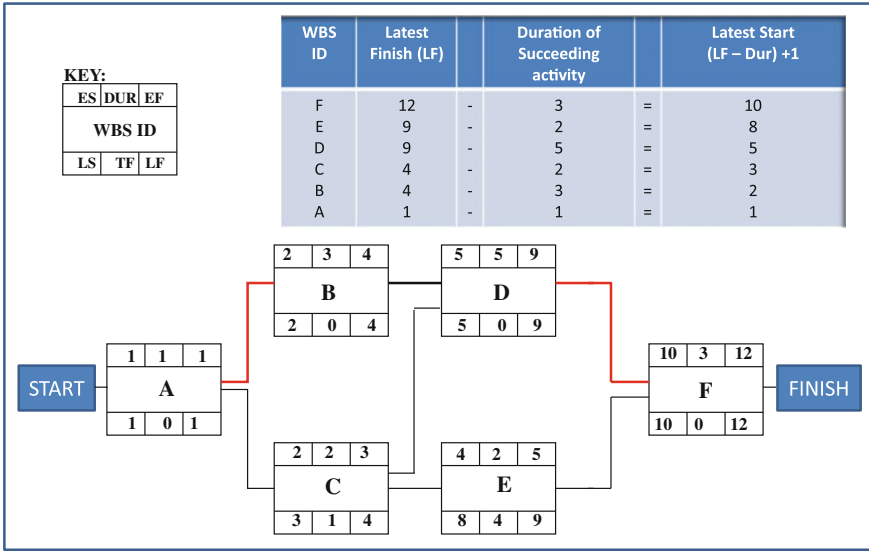 WBS ID Latest Finish (LF) Duration of Succeeding activity Latest Start (LF – Dur) +1
F 12 - 3 = 10
E 9 - 2 = 8
D 9 - 5 = 5
C 4 - 2 = 3
B 4 - 3 = 2
A 1 - 1 = 1
KEY:
ES DUR EF
WBS ID
LS TF LF
2 3 4
B
2 0 4
5 5 9
D
5 0 9
START
1 1 1
A
1 0 1
10 3 12
F
10 0 12
FINISH
2 2 3
C
3 1 4
4 2 5
E
8 4 9